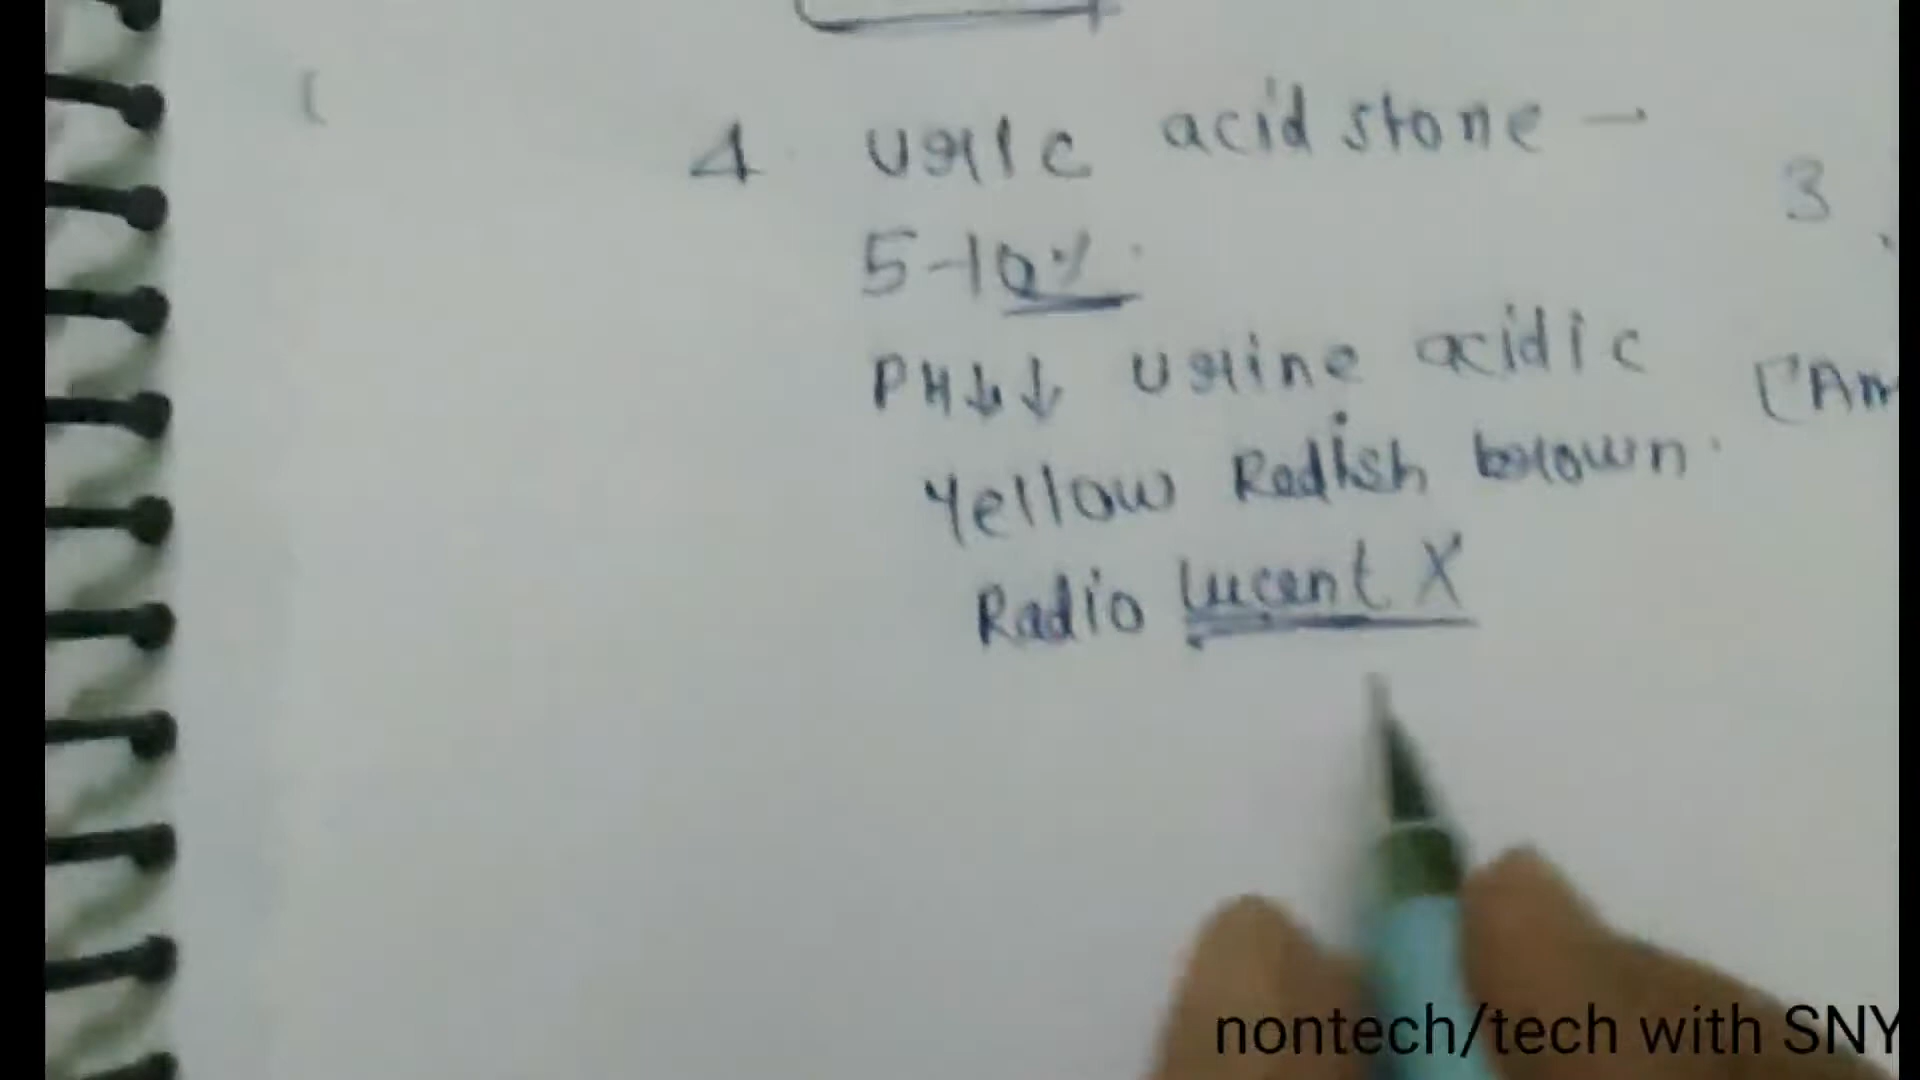 4. Uric acid stone -
3
5-10%.
PH↓↓ Urine acidic
[Am
Yellow Redish brown.
Radio lucent X
nontech/tech with SNY